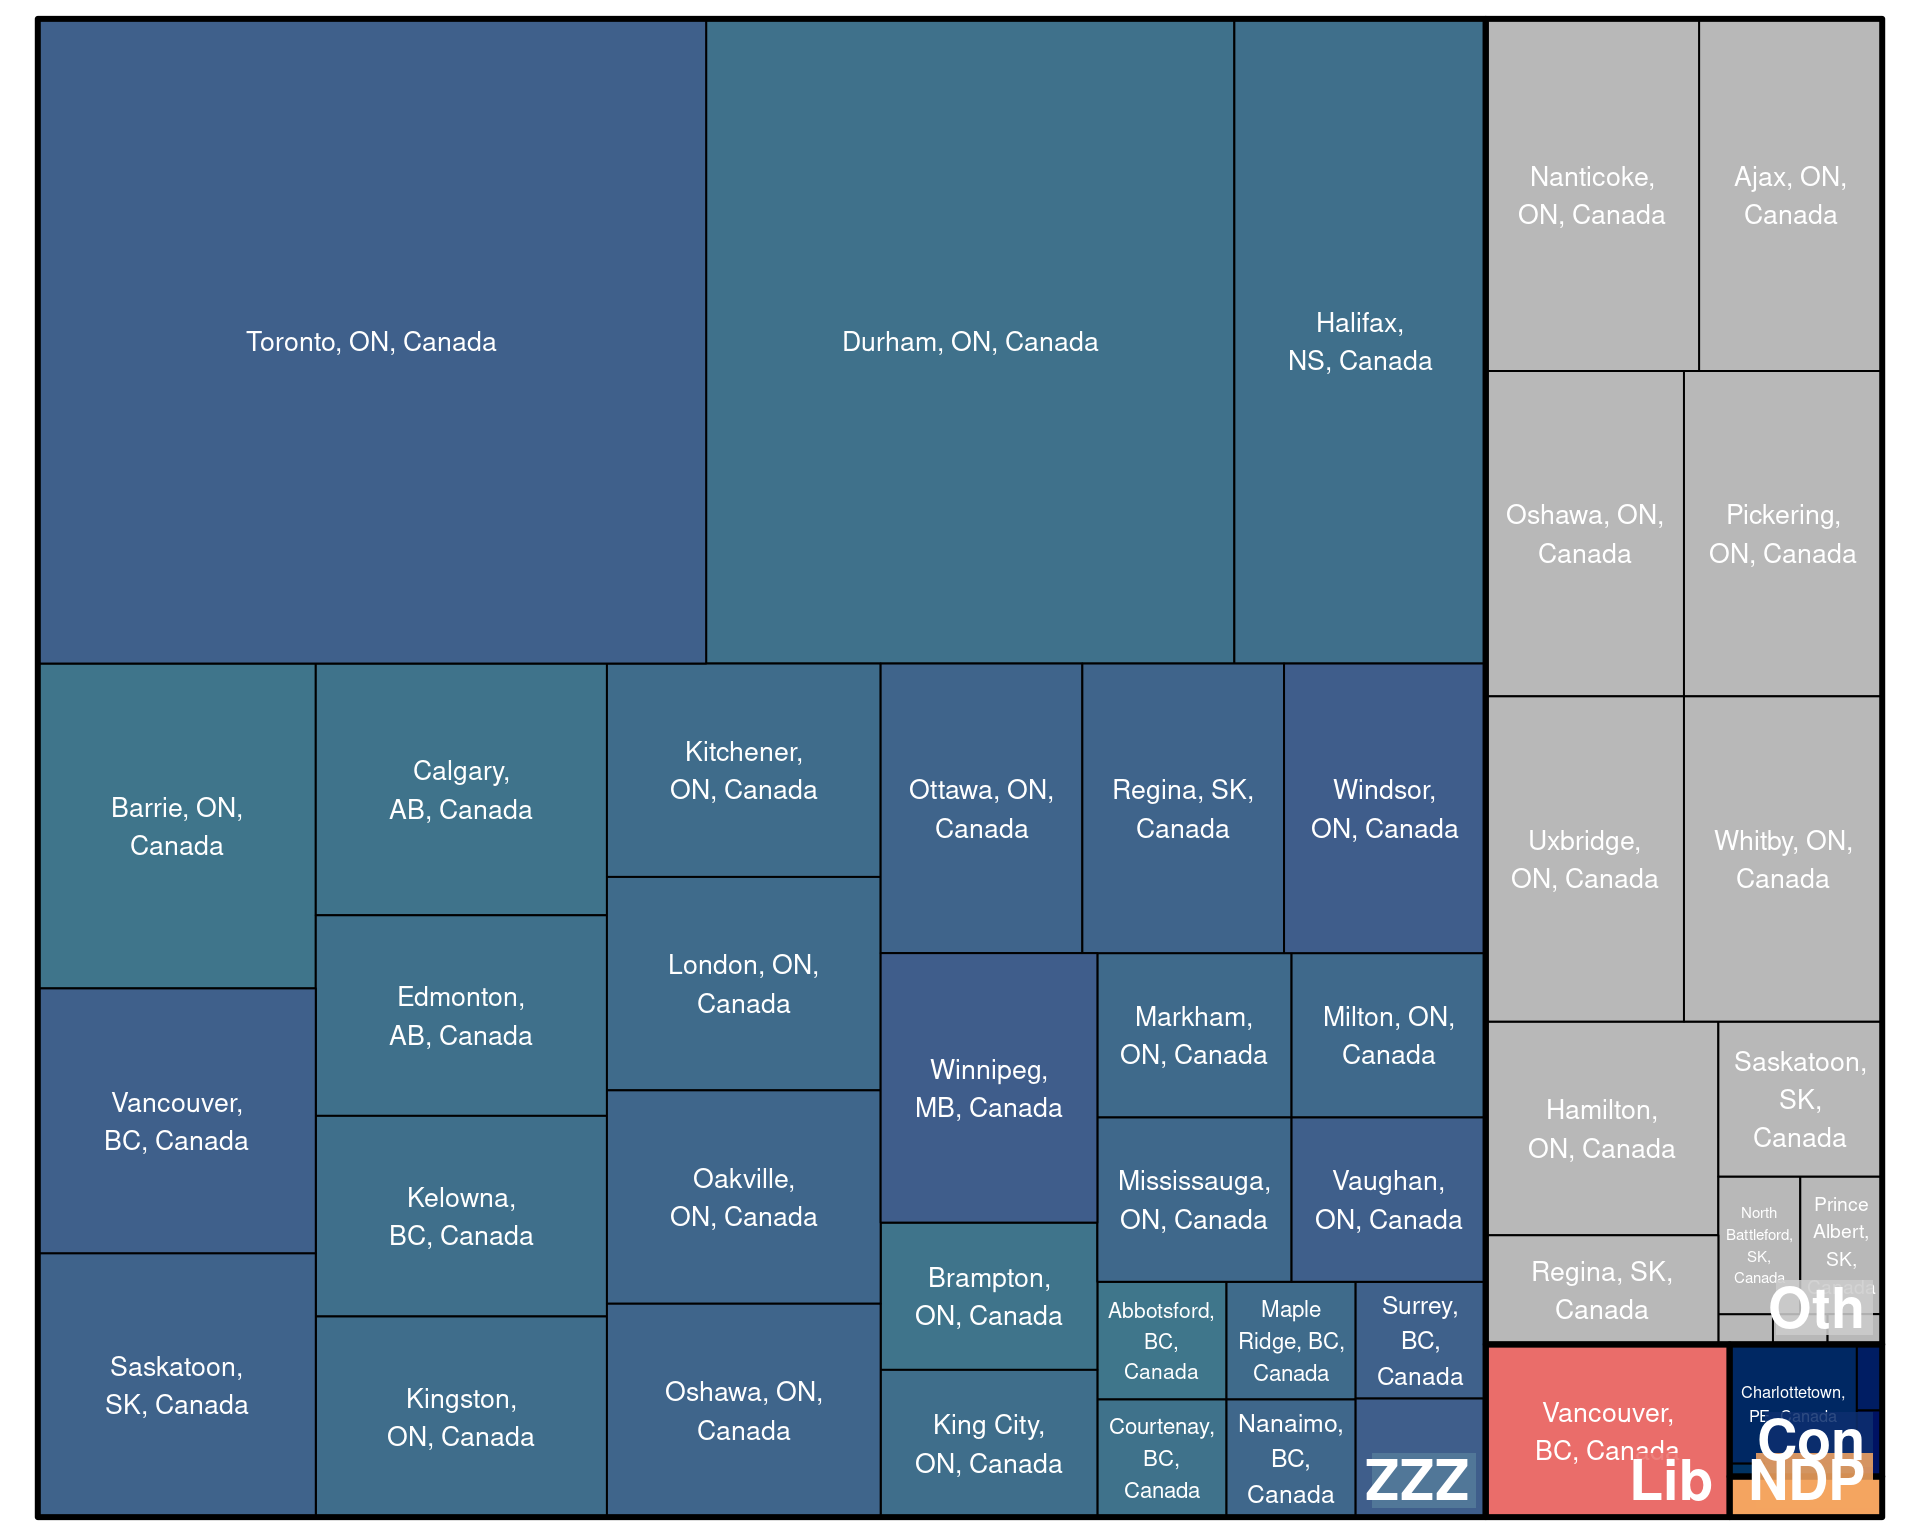 Toronto, ON, Canada
Durham, ON, Canada
Halifax,
NS, Canada
Barrie, ON,
Canada
Vancouver,
BC, Canada
Saskatoon,
SK, Canada
Calgary,
AB, Canada
Edmonton,
AB, Canada
Kelowna,
BC, Canada
Kingston,
ON, Canada
Kitchener,
ON, Canada
London, ON,
Canada
Oakville,
ON, Canada
Oshawa, ON,
Canada
Ottawa, ON,
Canada
Regina, SK,
Canada
Windsor,
ON, Canada
Winnipeg,
MB, Canada
Brampton,
ON, Canada
King City,
ON, Canada
Markham,
ON, Canada
Milton, ON,
Canada
Mississauga,
ON, Canada
Vaughan,
ON, Canada
Abbotsford,
BC,
Canada
Courtenay,
BC,
Canada
Maple
Ridge, BC,
Canada
Nanaimo,
BC,
Canada
Surrey,
BC,
Canada
ZZZ
Nanticoke,
ON, Canada
Ajax, ON,
Canada
Oshawa, ON,
Canada
Pickering,
ON, Canada
Uxbridge,
ON, Canada
Whitby, ON,
Canada
Hamilton,
ON, Canada
Regina, SK,
Canada
Saskatoon,
SK,
Canada
North
Battleford,
SK,
Canada
Prince
Albert,
SK,
Canada
Oth
Vancouver,
BC, Canada
Lib
Charlottetown,
PE, Canada
Con
NDP